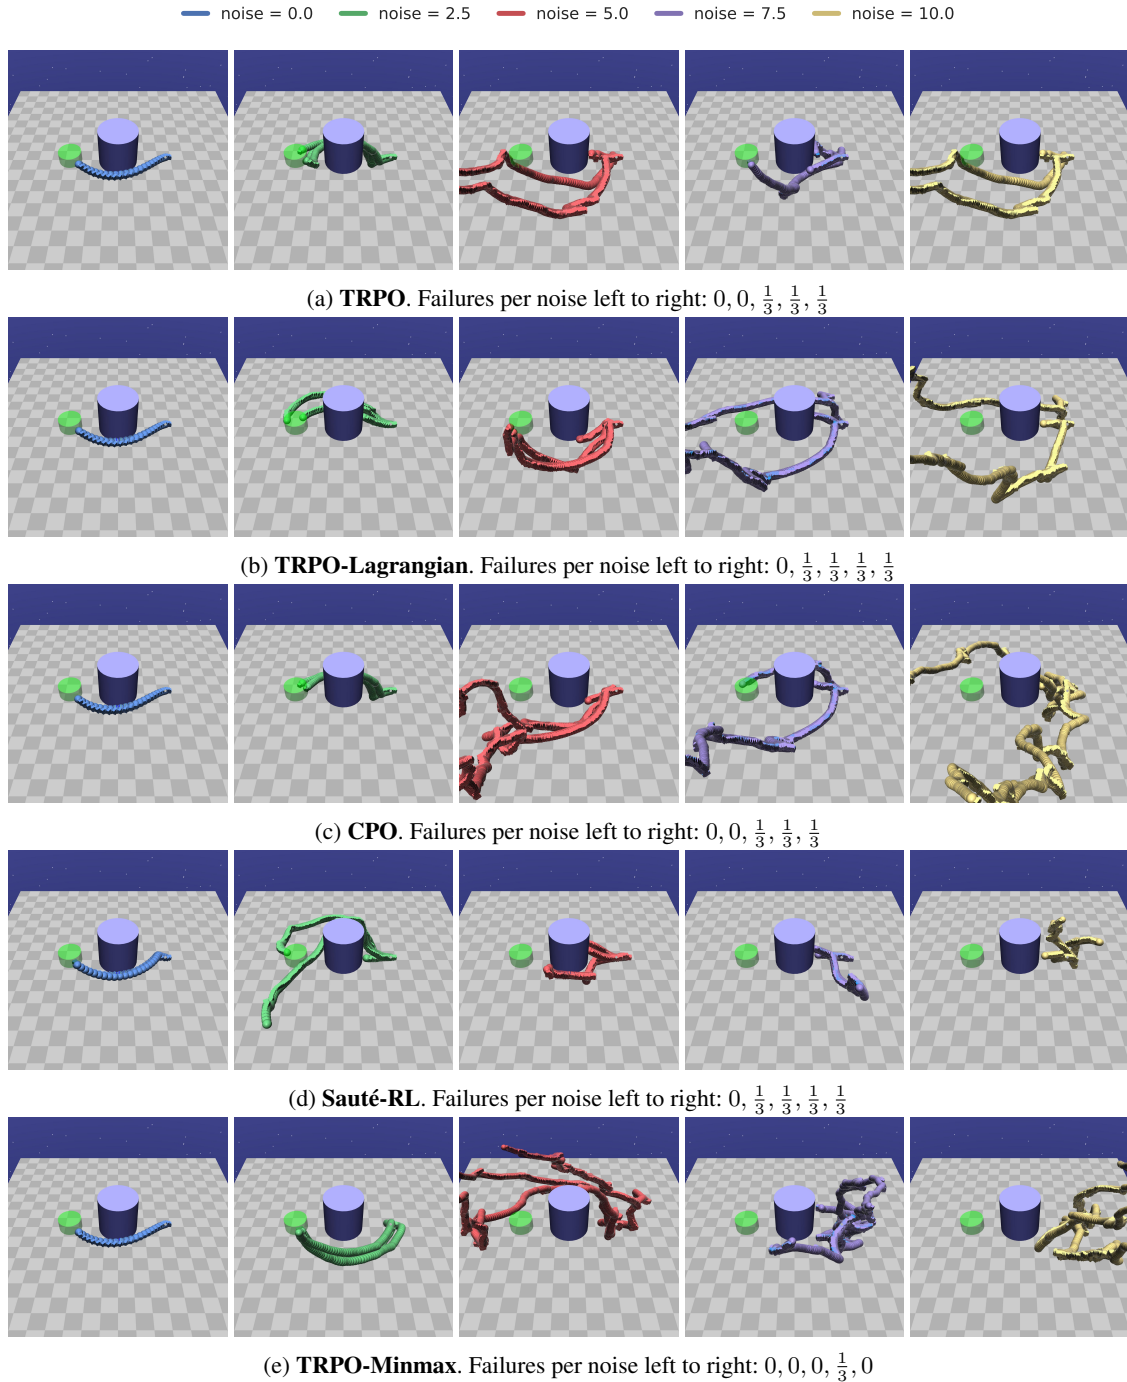 noise = 0.0 noise = 2.5 noise = 5.0 noise = 7.5 noise = 10.0
(a) TRPO. Failures per noise left to right: 0, 0, 1/3, 1/3, 1/3
(b) TRPO-Lagrangian. Failures per noise left to right: 0, 1/3, 1/3, 1/3, 1/3
(c) CPO. Failures per noise left to right: 0, 0, 1/3, 1/3, 1/3
(d) Sauté-RL. Failures per noise left to right: 0, 1/3, 1/3, 1/3, 1/3
(e) TRPO-Minmax. Failures per noise left to right: 0, 0, 0, 1/3, 0